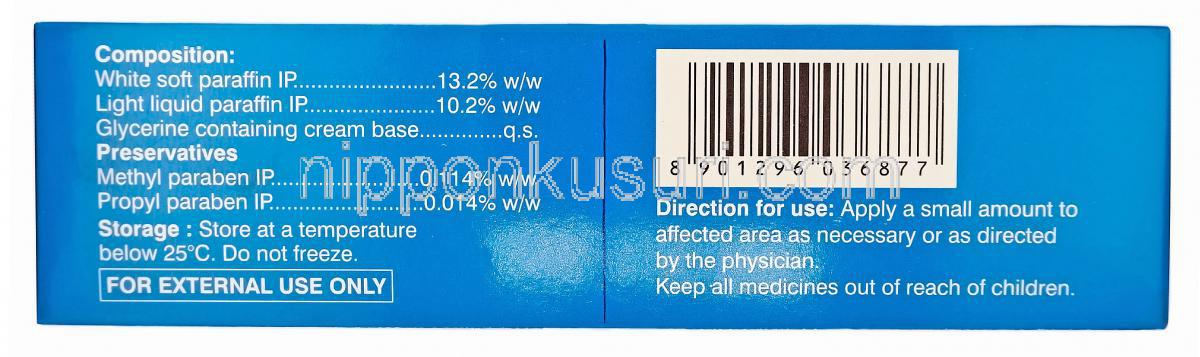 Composition:
White soft paraffin IP........................13.2% w/w
Light liquid paraffin IP......................10.2% w/w
Glycerine containing cream base..............q.s.
Preservatives
Methyl paraben IP........................0.114% w/w
Propyl paraben IP.........................0.014% w/w
Storage : Store at a temperature
below 25°C. Do not freeze.
FOR EXTERNAL USE ONLY
8 901296 036877
Direction for use: Apply a small amount to
affected area as necessary or as directed
by the physician.
Keep all medicines out of reach of children.
nipponkusuri.com